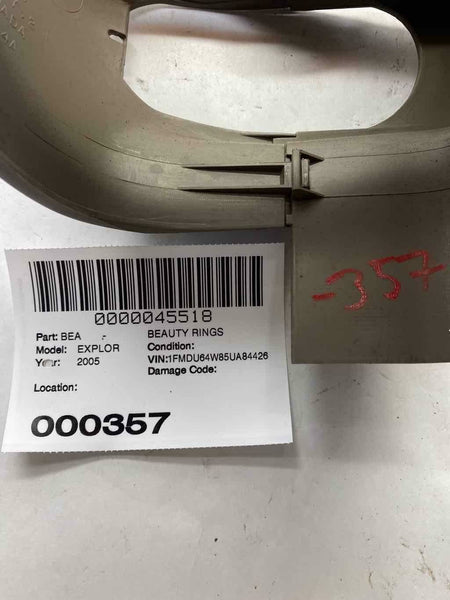 0000045518
Part: BEA - BEAUTY RINGS
Model: EXPLOR Condition:
Year: 2005 VIN:1FMDU64W85UA84426
Damage Code:
Location:
000357
-357